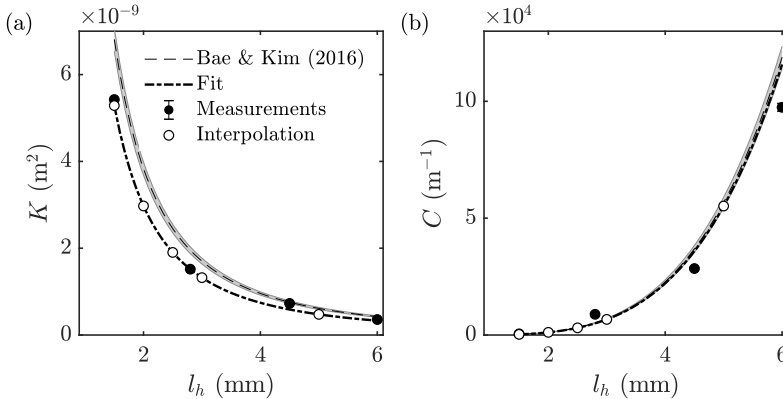 (a)
×10⁻⁹
6
4
2
0
K (m²)
2
4
6
l_h (mm)
Bae & Kim (2016)
Fit
Measurements
Interpolation
(b)
×10⁴
10
5
0
C (m⁻¹)
2
4
6
l_h (mm)